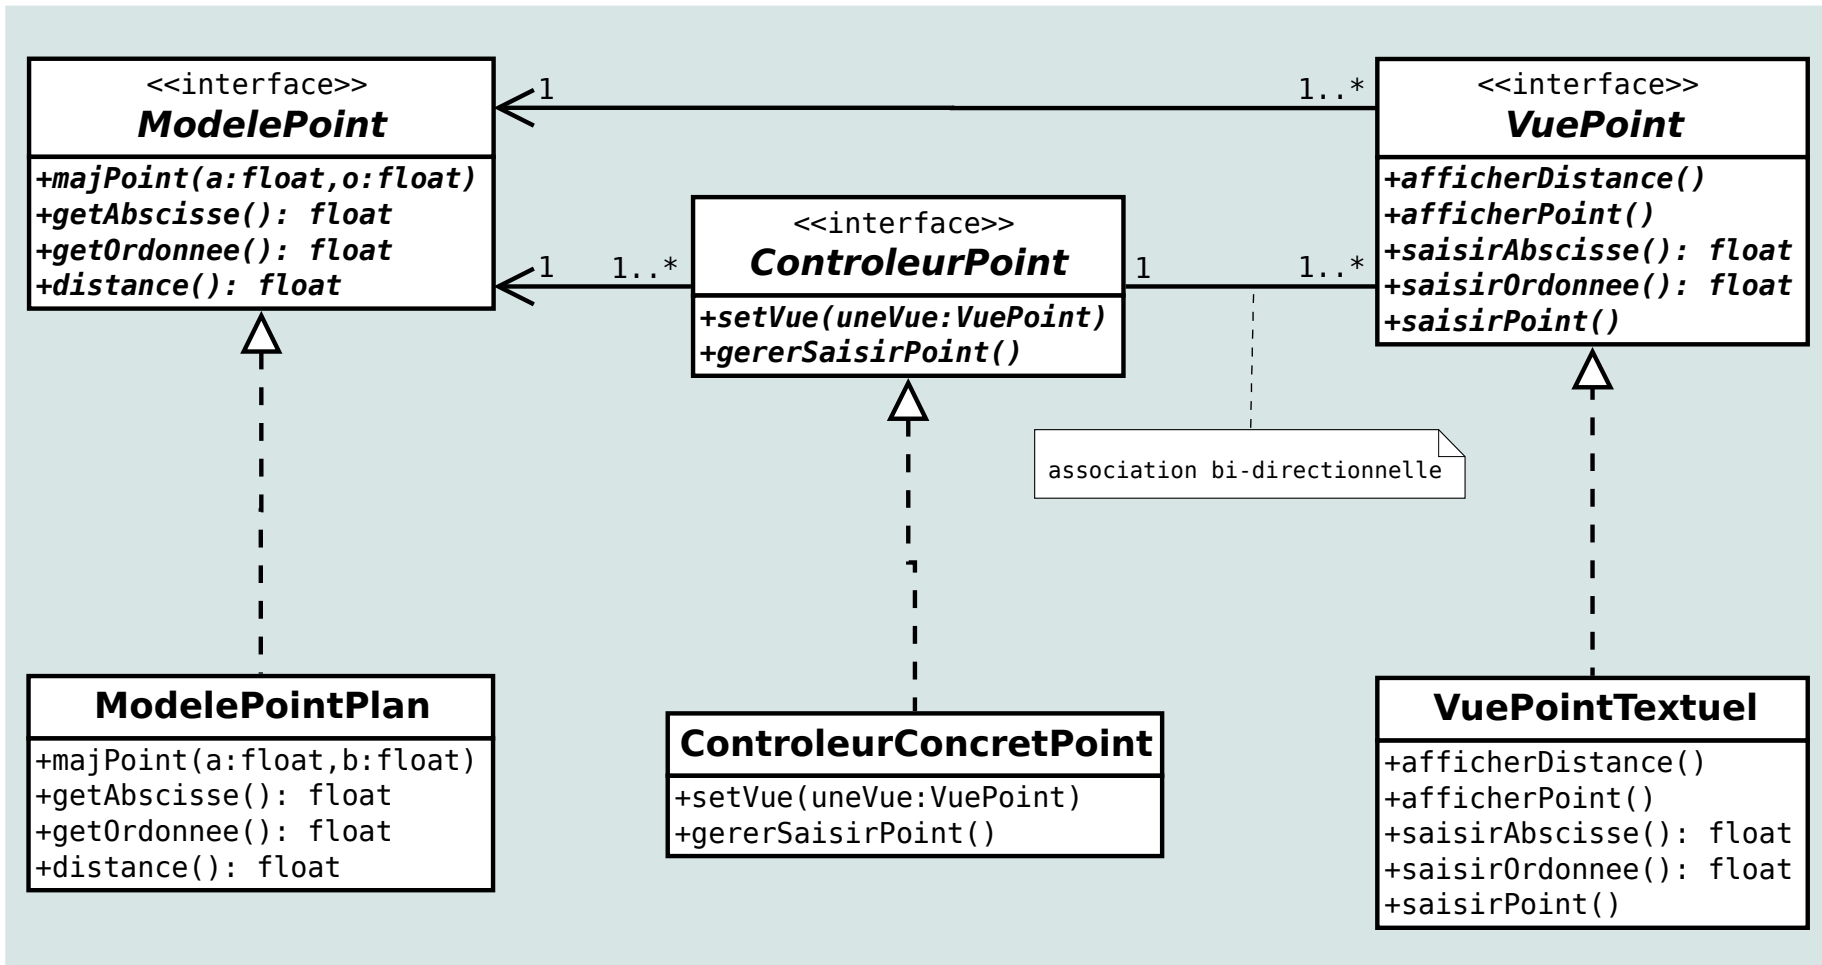 <<interface>>
ModelePoint
+majPoint(a:float,o:float)
+getAbscisse(): float
+getOrdonnee(): float
+distance(): float
1
1..*
<<interface>>
VuePoint
+afficherDistance()
+afficherPoint()
+saisirAbscisse(): float
+saisirOrdonnee(): float
+saisirPoint()
1
1..*
<<interface>>
ControleurPoint
+setVue(uneVue:VuePoint)
+gererSaisirPoint()
1
1..*
association bi-directionnelle
ModelePointPlan
+majPoint(a:float,b:float)
+getAbscisse(): float
+getOrdonnee(): float
+distance(): float
ControleurConcretPoint
+setVue(uneVue:VuePoint)
+gererSaisirPoint()
VuePointTextuel
+afficherDistance()
+afficherPoint()
+saisirAbscisse(): float
+saisirOrdonnee(): float
+saisirPoint()